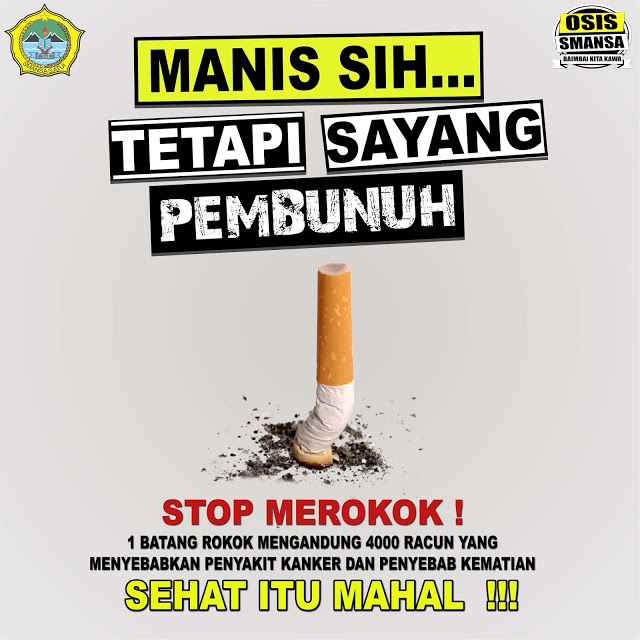 OSIS
SMANSA
BAIMBAI KITA KAWA
MANIS SIH...
TETAPI SAYANG
PEMBUNUH
STOP MEROKOK !
1 BATANG ROKOK MENGANDUNG 4000 RACUN YANG
MENYEBABKAN PENYAKIT KANKER DAN PENYEBAB KEMATIAN
SEHAT ITU MAHAL !!!